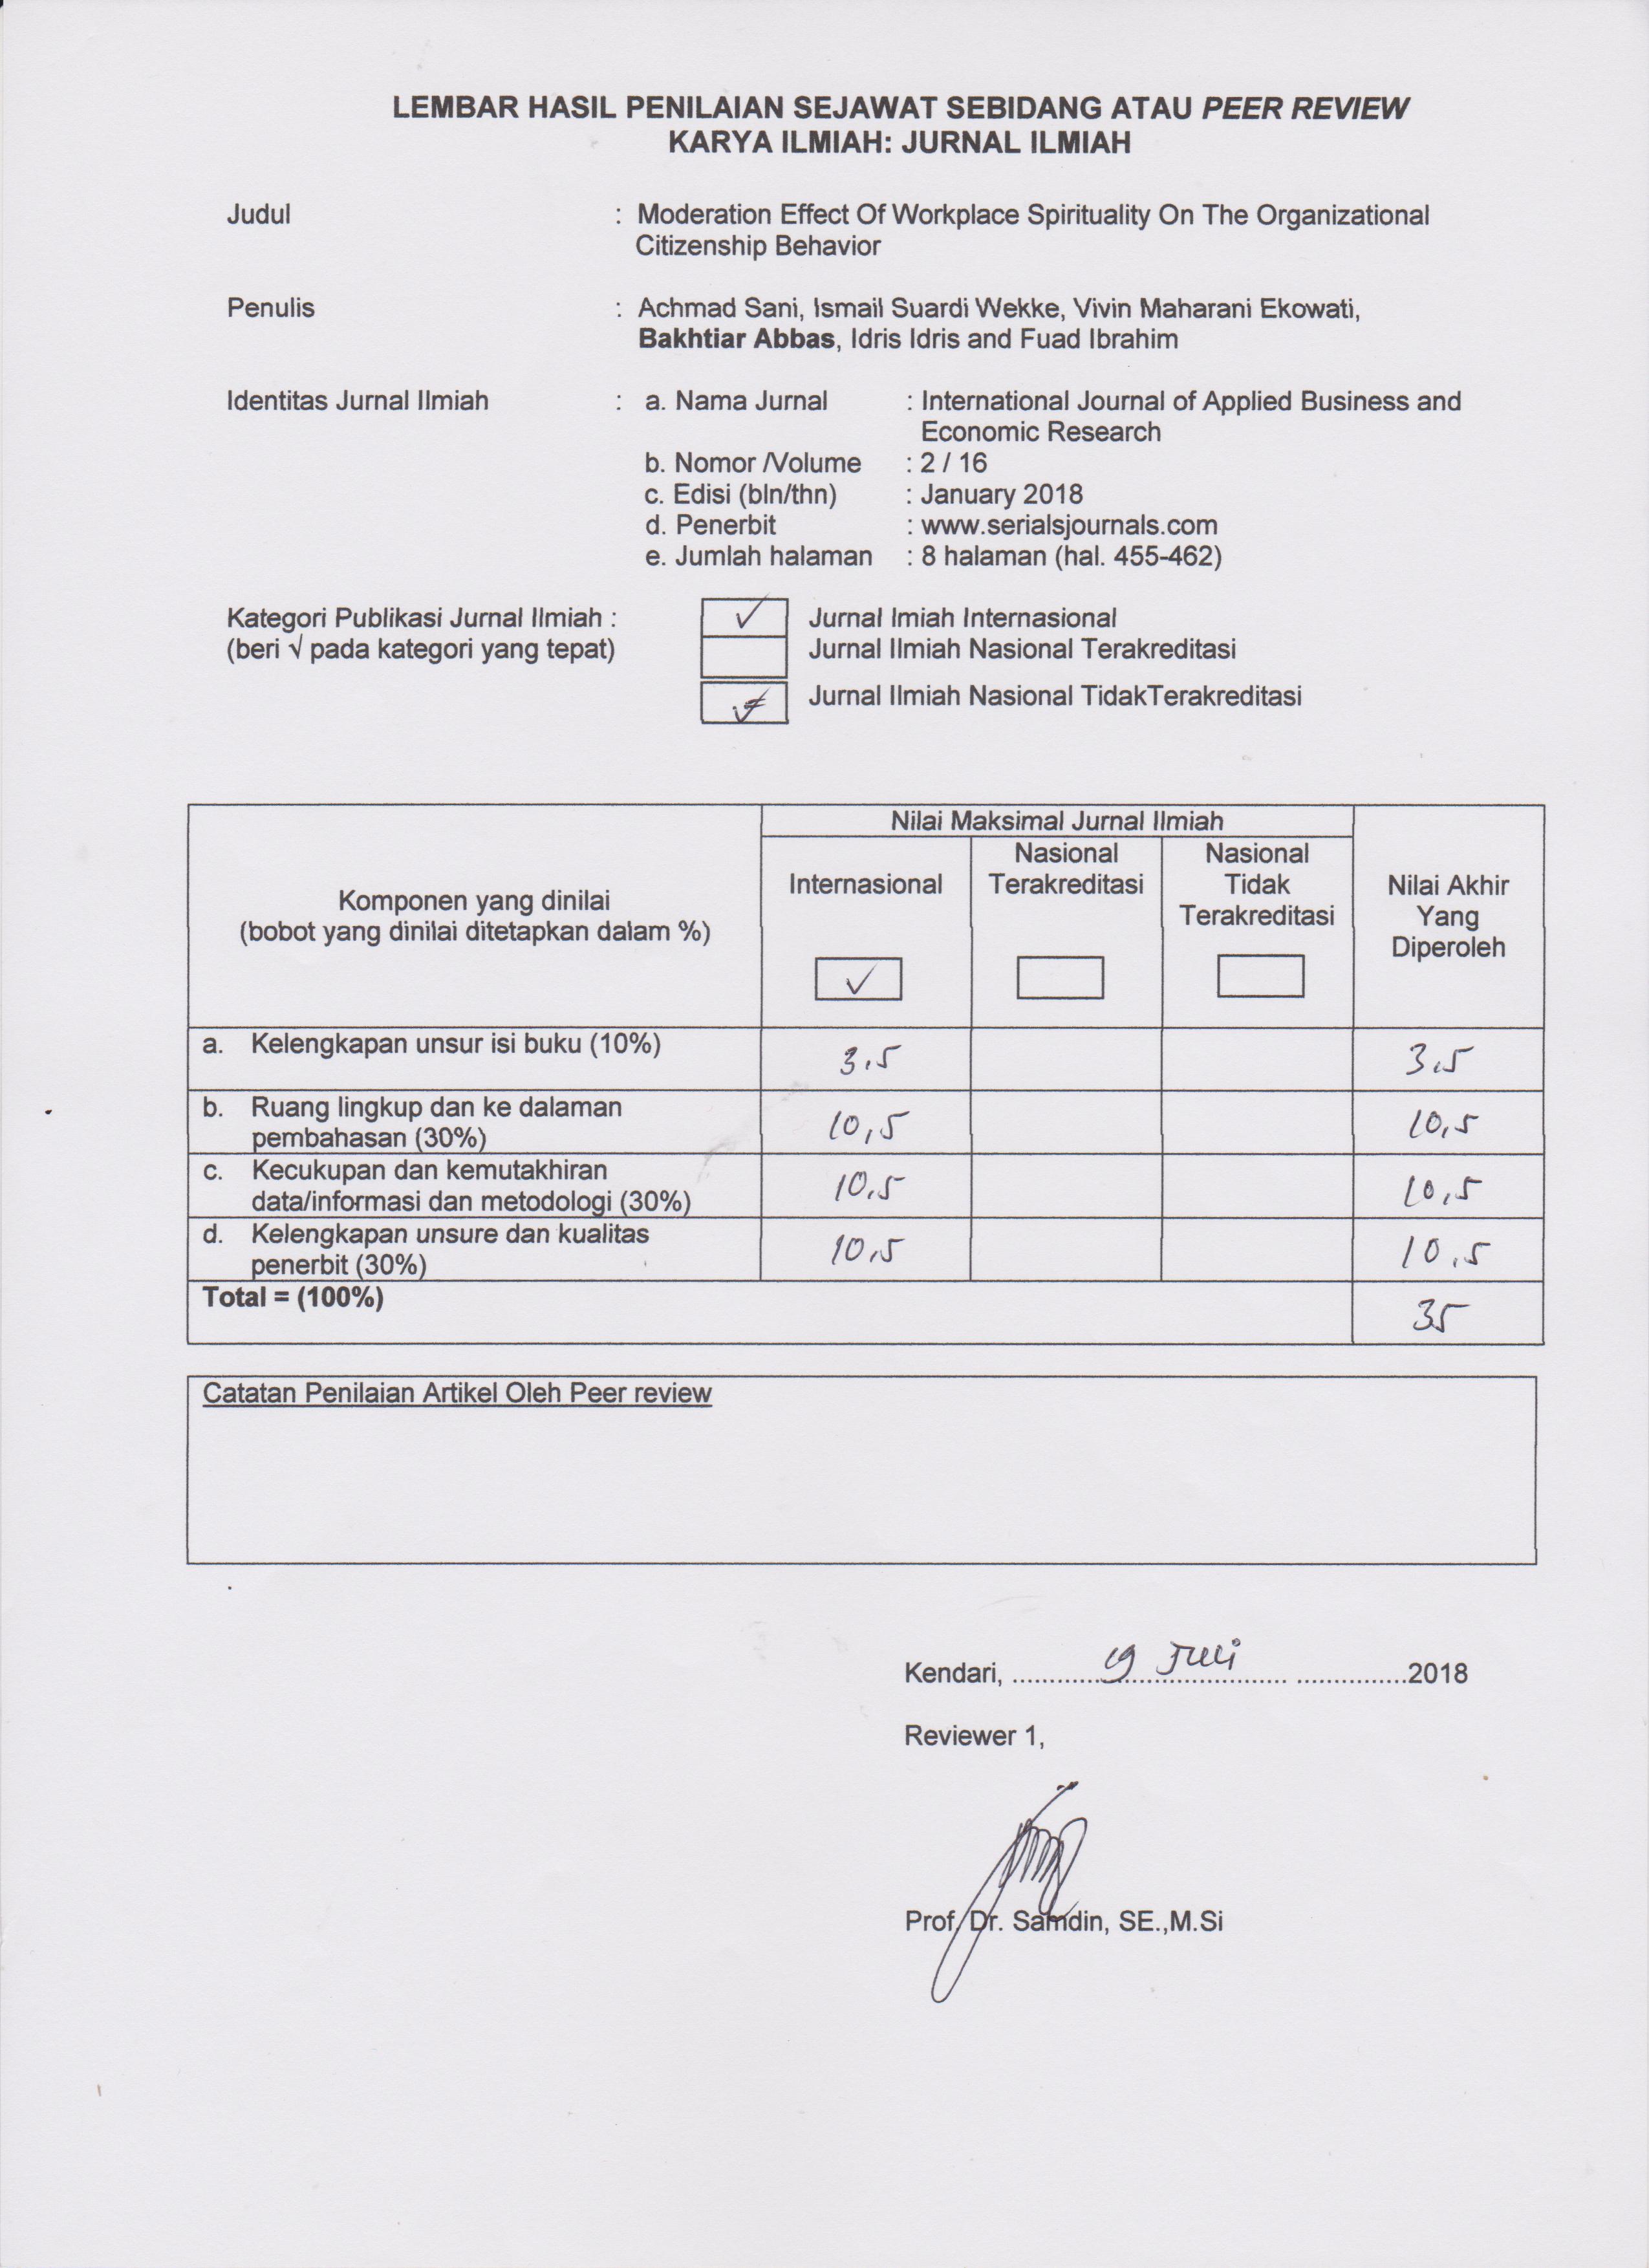 LEMBAR HASIL PENILAIAN SEJAWAT SEBIDANG ATAU PEER REVIEW
KARYA ILMIAH: JURNAL ILMIAH
Judul : Moderation Effect Of Workplace Spirituality On The Organizational
Citizenship Behavior
Penulis : Achmad Sani, Ismail Suardi Wekke, Vivin Maharani Ekowati,
Bakhtiar Abbas, Idris Idris and Fuad Ibrahim
Identitas Jurnal Ilmiah : a. Nama Jurnal : International Journal of Applied Business and
Economic Research
b. Nomor /Volume : 2 / 16
c. Edisi (bln/thn) : January 2018
d. Penerbit : www.serialsjournals.com
e. Jumlah halaman : 8 halaman (hal. 455-462)
Kategori Publikasi Jurnal Ilmiah : ✓ Jurnal Imiah Internasional
(beri √ pada kategori yang tepat) Jurnal Ilmiah Nasional Terakreditasi
✓ Jurnal Ilmiah Nasional TidakTerakreditasi
Komponen yang dinilai
(bobot yang dinilai ditetapkan dalam %)
Nilai Maksimal Jurnal Ilmiah
Internasional
✓
Nasional
Terakreditasi
Nasional
Tidak
Terakreditasi
Nilai Akhir
Yang
Diperoleh
a. Kelengkapan unsur isi buku (10%) 3,5 3,5
b. Ruang lingkup dan ke dalaman
pembahasan (30%) 10,5 10,5
c. Kecukupan dan kemutakhiran
data/informasi dan metodologi (30%) 10,5 10,5
d. Kelengkapan unsure dan kualitas
penerbit (30%) 10,5 10,5
Total = (100%) 35
Catatan Penilaian Artikel Oleh Peer review
Kendari, 19 Juli 2018
Reviewer 1,
Prof. Dr. Samdin, SE.,M.Si